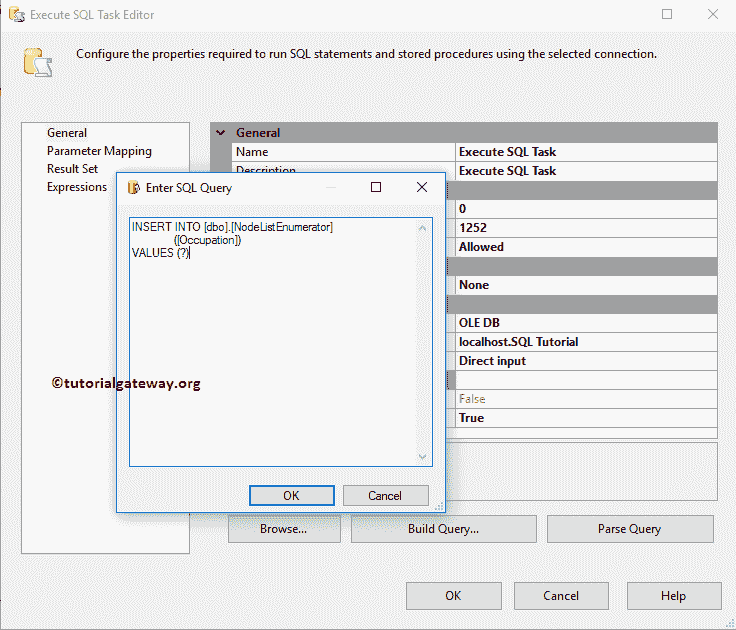 Execute SQL Task Editor
Configure the properties required to run SQL statements and stored procedures using the selected connection.
General
Parameter Mapping
Result Set
Expressions
General
Name Execute SQL Task
Description Execute SQL Task
0
1252
Allowed
None
OLE DB
localhost.SQL Tutorial
Direct input
False
True
Enter SQL Query
INSERT INTO [dbo].[NodeListEnumerator]
([Occupation])
VALUES (?)
OK Cancel
©tutorialgateway.org
Browse... Build Query... Parse Query
OK Cancel Help